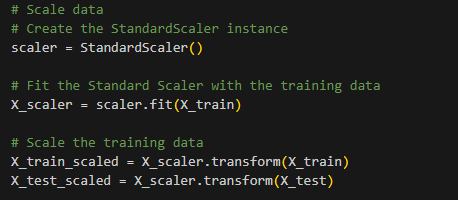 # Scale data
# Create the StandardScaler instance
scaler = StandardScaler()
# Fit the Standard Scaler with the training data
X_scaler = scaler.fit(X_train)
# Scale the training data
X_train_scaled = X_scaler.transform(X_train)
X_test_scaled = X_scaler.transform(X_test)